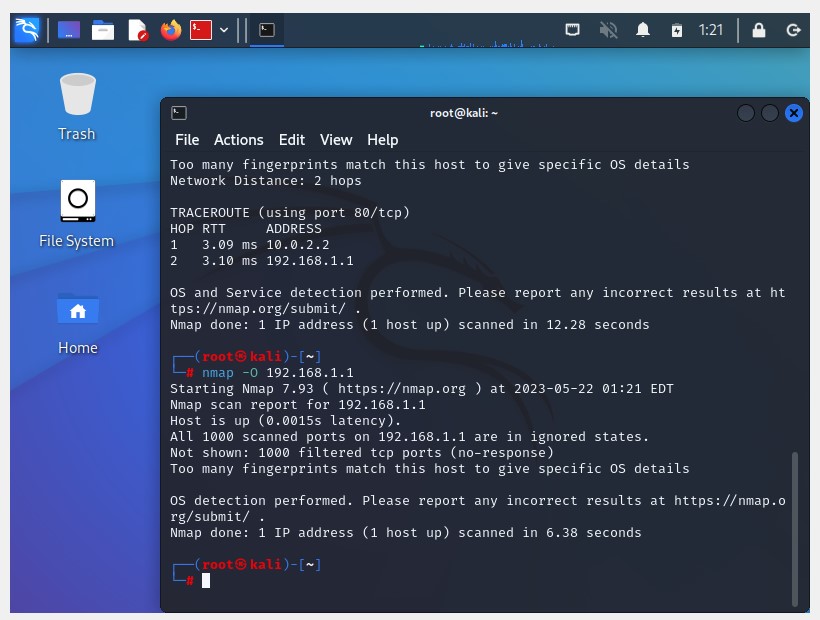 1:21
Trash
File System
Home
root@kali: ~
File Actions Edit View Help
Too many fingerprints match this host to give specific OS details
Network Distance: 2 hops
TRACEROUTE (using port 80/tcp)
HOP RTT     ADDRESS
1   3.09 ms 10.0.2.2
2   3.10 ms 192.168.1.1
OS and Service detection performed. Please report any incorrect results at ht
tps://nmap.org/submit/ .
Nmap done: 1 IP address (1 host up) scanned in 12.28 seconds
┌──(root㉿kali)-[~]
└─# nmap -O 192.168.1.1
Starting Nmap 7.93 ( https://nmap.org ) at 2023-05-22 01:21 EDT
Nmap scan report for 192.168.1.1
Host is up (0.0015s latency).
All 1000 scanned ports on 192.168.1.1 are in ignored states.
Not shown: 1000 filtered tcp ports (no-response)
Too many fingerprints match this host to give specific OS details
OS detection performed. Please report any incorrect results at https://nmap.o
rg/submit/ .
Nmap done: 1 IP address (1 host up) scanned in 6.38 seconds
┌──(root㉿kali)-[~]
└─#